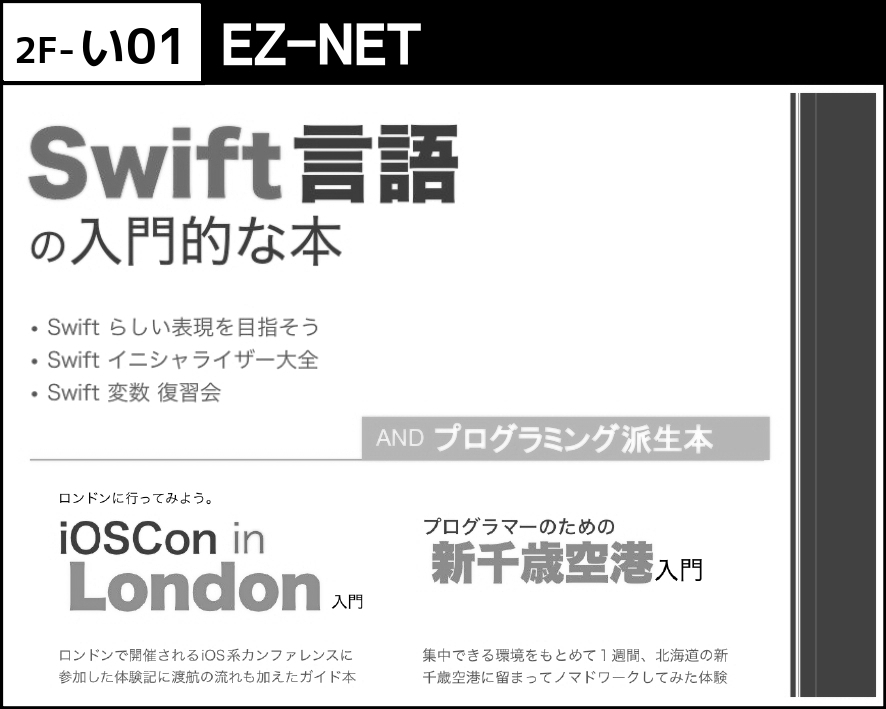 2F-い01 EZ-NET
Swift言語
の入門的な本
• Swift らしい表現を目指そう
• Swift イニシャライザー大全
• Swift 変数 復習会
AND プログラミング派生本
ロンドンに行ってみよう。
iOSCon in
London 入門
ロンドンで開催されるiOS系カンファレンスに
参加した体験記に渡航の流れも加えたガイド本
プログラマーのための
新千歳空港入門
集中できる環境をもとめて1週間、北海道の新
千歳空港に留まってノマドワークしてみた体験